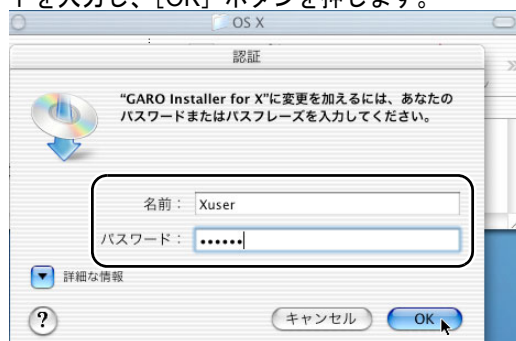 ドを入力し、[OK] ボタンを押します。
OS X
認証
“GARO Installer for X”に変更を加えるには、あなたの
パスワードまたはパスフレーズを入力してください。
名前： Xuser
パスワード： ••••••
詳細な情報
?
キャンセル OK